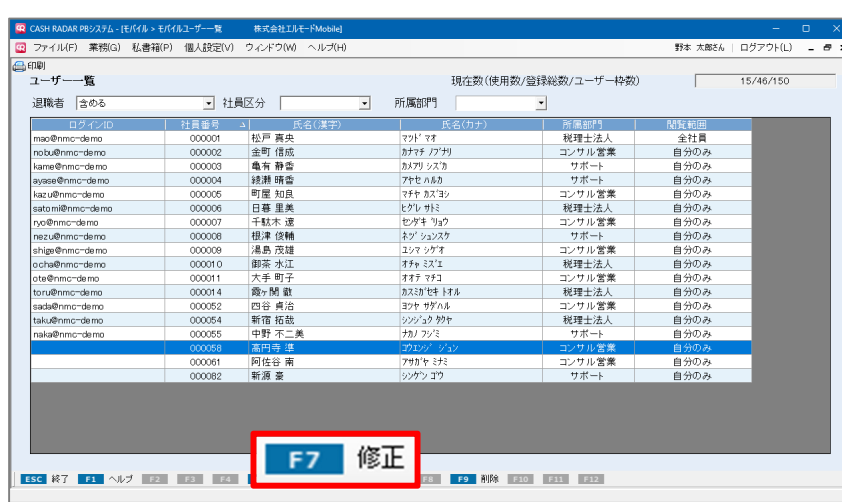 CASH RADAR PBシステム - [モバイル > モバイルユーザー一覧 株式会社エルモードMobile]
ファイル(F) 業務(G) 私書箱(P) 個人設定(V) ウィンドウ(W) ヘルプ(H) 野本 太郎さん ログアウト(L)
印刷
ユーザー一覧 現在数(使用数/登録総数/ユーザー枠数) 15/46/150
退職者 含める 社員区分 所属部門
ログインID 社員番号 氏名(漢字) 氏名(カナ) 所属部門 閲覧範囲
mao@nmc-demo 000001 松戸 真央 マツド マオ 税理士法人 全社員
nobu@nmc-demo 000002 金町 信成 カナマチ ノブナリ コンサル営業 自分のみ
kame@nmc-demo 000003 亀有 静香 カメアリ シズカ サポート 自分のみ
ayase@nmc-demo 000004 綾瀬 晴香 アヤセ ハルカ サポート 自分のみ
kazu@nmc-demo 000005 町屋 知良 マチヤ カズヨシ コンサル営業 自分のみ
satomi@nmc-demo 000006 日暮 里美 ヒグレ サトミ 税理士法人 自分のみ
ryo@nmc-demo 000007 千駄木 遼 センダギ リョウ コンサル営業 自分のみ
nezu@nmc-demo 000008 根津 俊輔 ネヅ シュンスケ サポート 自分のみ
shige@nmc-demo 000009 湯島 茂雄 ユシマ シゲオ コンサル営業 自分のみ
ocha@nmc-demo 000010 御茶 水江 オチャ ミズエ 税理士法人 自分のみ
ote@nmc-demo 000011 大手 町子 オオテ マチコ コンサル営業 自分のみ
toru@nmc-demo 000014 霞ヶ関 徹 カスミガセキ トオル 税理士法人 自分のみ
sada@nmc-demo 000052 四谷 貞治 ヨツヤ サダハル コンサル営業 自分のみ
taku@nmc-demo 000054 新宿 拓哉 シンジュク タクヤ 税理士法人 自分のみ
naka@nmc-demo 000055 中野 不二美 ナカノ フジミ サポート 自分のみ
000058 高円寺 準 コウエンジ ジュン コンサル営業 自分のみ
000061 阿佐谷 南 アサガヤ ミナミ コンサル営業 自分のみ
000082 新源 豪 シンゲン ゴウ サポート 自分のみ
F7 修正
ESC 終了 F1 ヘルプ F2 F3 F4 F8 F9 削除 F10 F11 F12